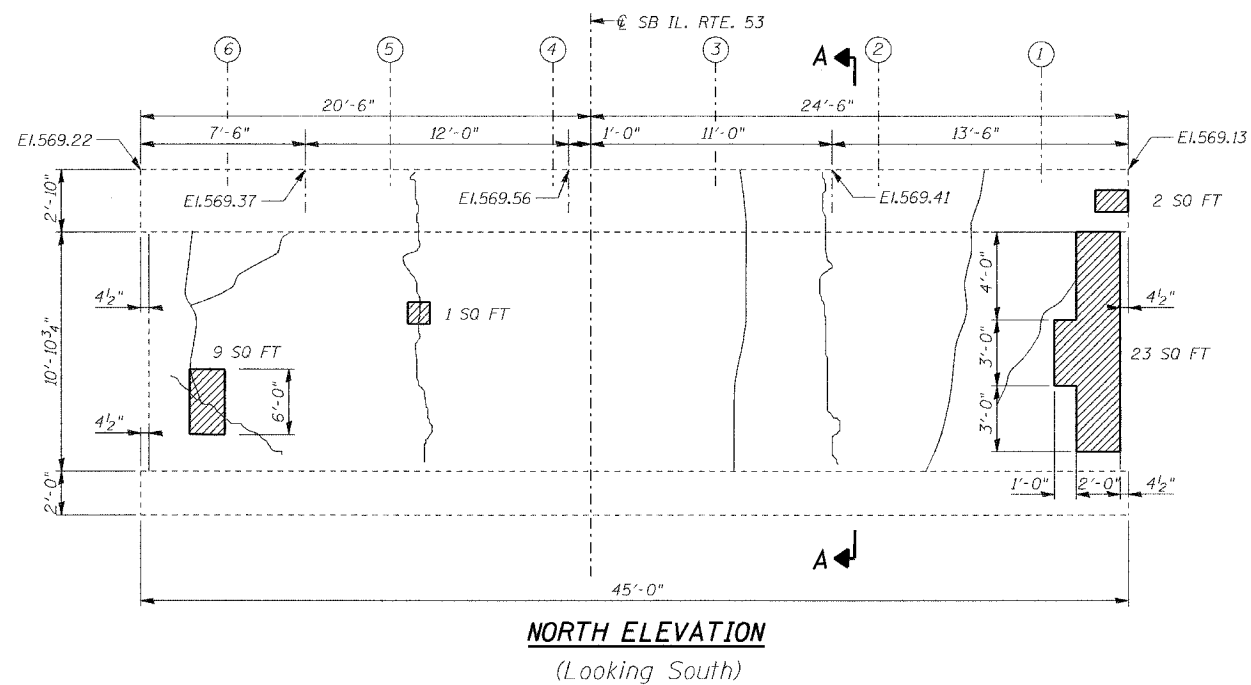 ℄ SB IL. RTE. 53
6
5
4
3
2
1
A
20'-6"
24'-6"
El.569.22
7'-6"
12'-0"
1'-0"
11'-0"
13'-6"
El.569.13
2'-10"
El.569.37
El.569.56
El.569.41
2 SQ FT
4½"
4'-0"
4½"
10'-10¾"
1 SQ FT
3'-0"
23 SQ FT
9 SQ FT
6'-0"
4½"
3'-0"
2'-0"
1'-0"
2'-0"
4½"
A
45'-0"
NORTH ELEVATION
(Looking South)